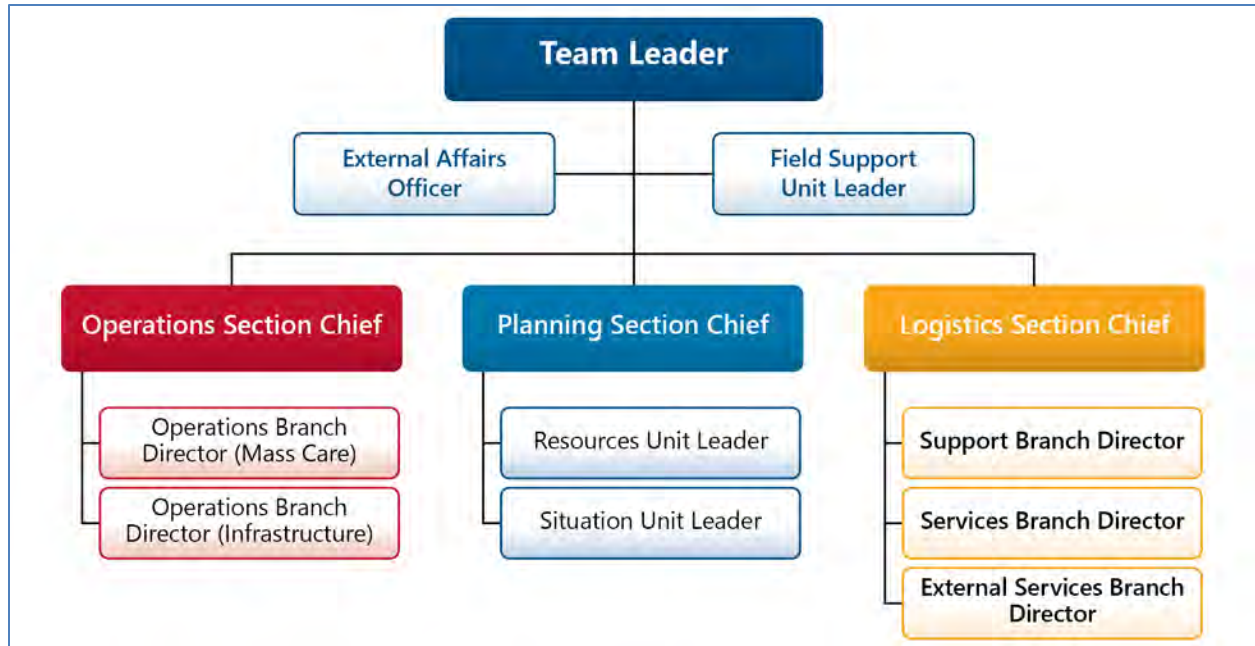 Team Leader
External Affairs
Officer
Field Support
Unit Leader
Operations Section Chief
Planning Section Chief
Logistics Section Chief
Operations Branch
Director (Mass Care)
Operations Branch
Director (Infrastructure)
Resources Unit Leader
Situation Unit Leader
Support Branch Director
Services Branch Director
External Services Branch
Director